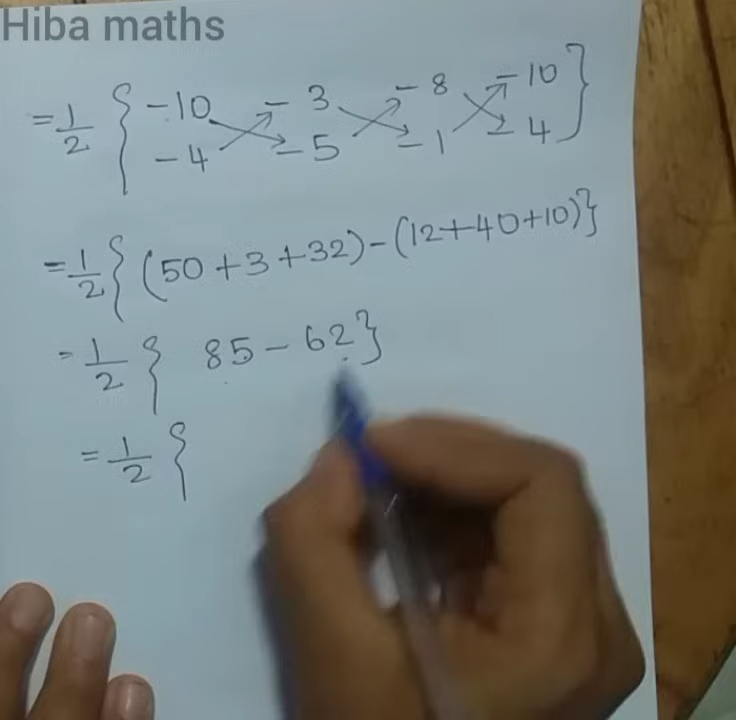 Hiba maths
= 1/2 { -10 -3 -8 -10 }
-4 -5 -1 -4
= 1/2 { (50+3+32)-(12+40+10)}
= 1/2 { 85-62}
= 1/2 {